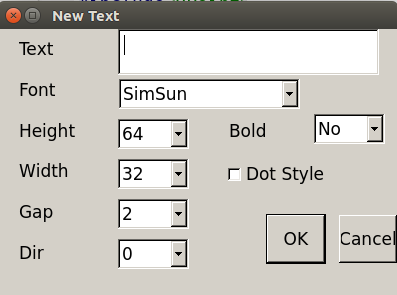 New Text
Text
Font SimSun
Height 64 Bold No
Width 32 Dot Style
Gap 2
Dir 0
OK Cancel